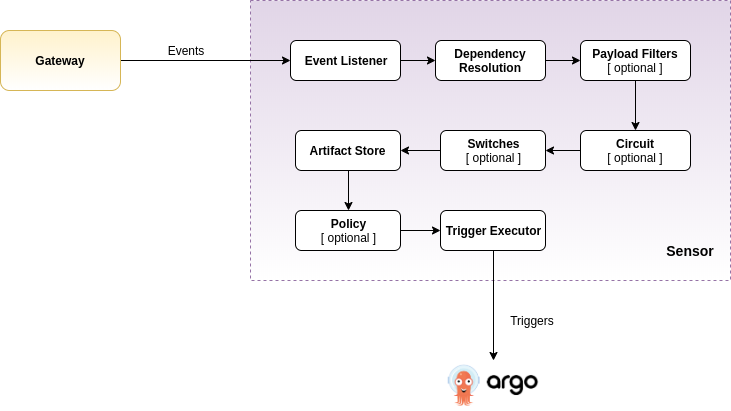 Gateway
Events
Event Listener
Dependency
Resolution
Payload Filters
[ optional ]
Artifact Store
Switches
[ optional ]
Circuit
[ optional ]
Policy
[ optional ]
Trigger Executor
Sensor
Triggers
argo